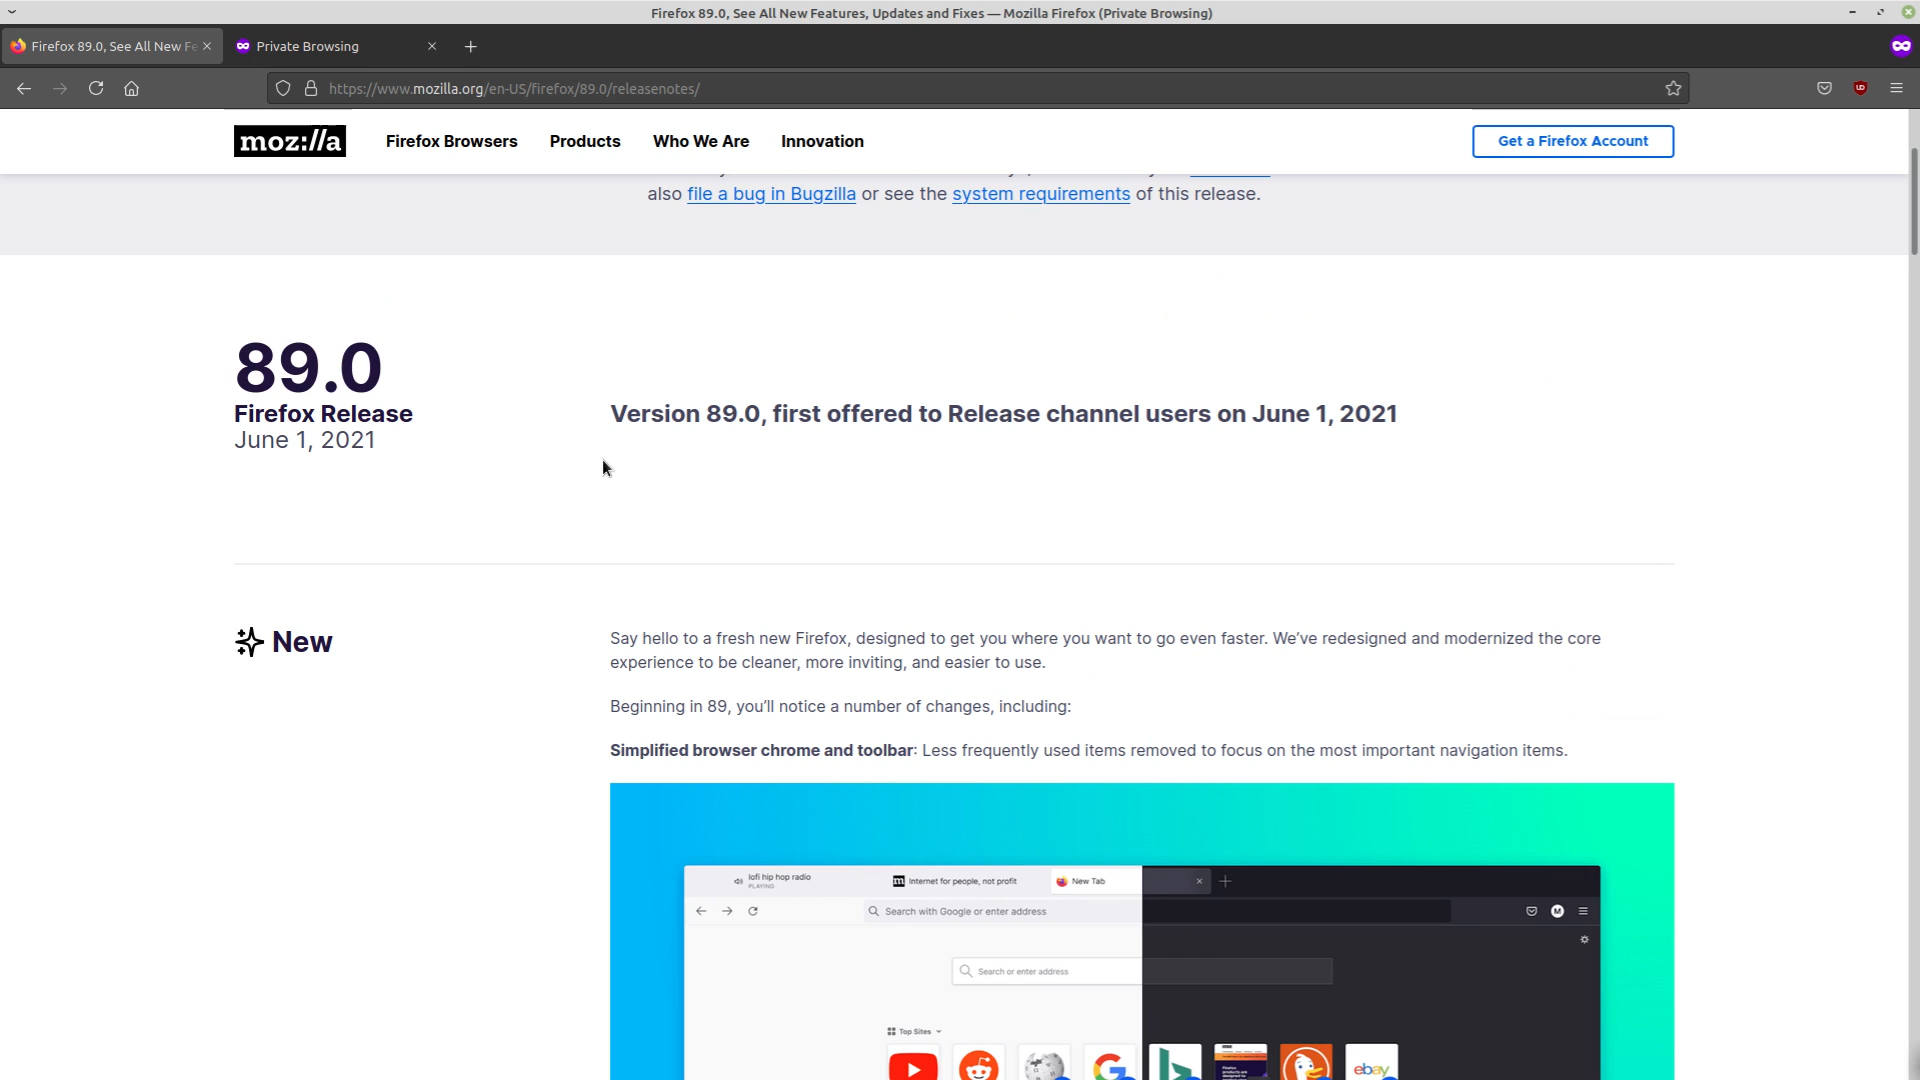 Firefox 89.0, See All New Features, Updates and Fixes — Mozilla Firefox (Private Browsing)
Firefox 89.0, See All New Fe
Private Browsing
https://www.mozilla.org/en-US/firefox/89.0/releasenotes/
moz://a
Firefox Browsers
Products
Who We Are
Innovation
Get a Firefox Account
also file a bug in Bugzilla or see the system requirements of this release.
89.0
Firefox Release
June 1, 2021
Version 89.0, first offered to Release channel users on June 1, 2021
New
Say hello to a fresh new Firefox, designed to get you where you want to go even faster. We’ve redesigned and modernized the core
experience to be cleaner, more inviting, and easier to use.
Beginning in 89, you’ll notice a number of changes, including:
Simplified browser chrome and toolbar: Less frequently used items removed to focus on the most important navigation items.
lofi hip hop radio
PLAYING
Internet for people, not profit
New Tab
Search with Google or enter address
M
Search or enter address
Top Sites
ebay